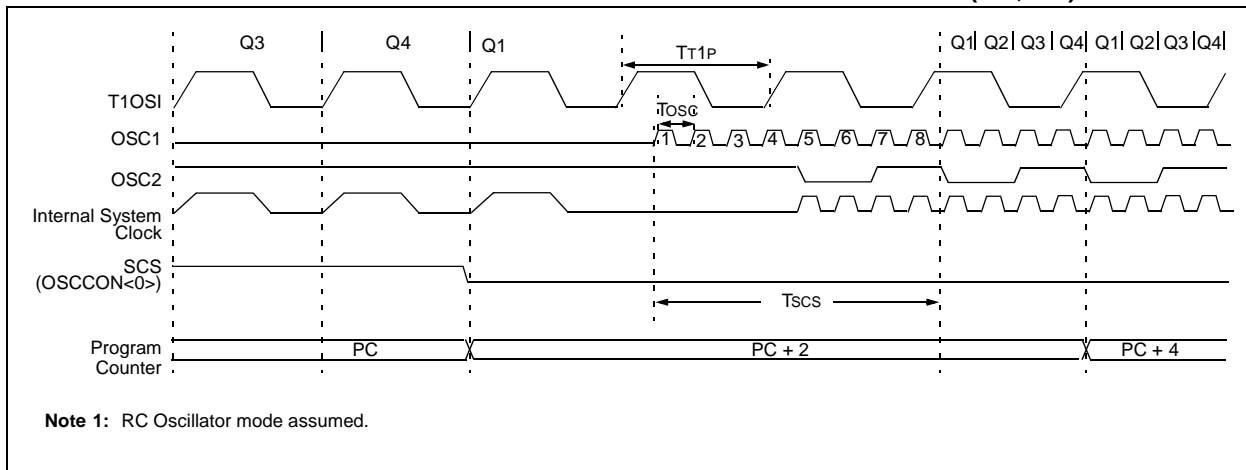 Q3 Q4 Q1 Q1 Q2 Q3 Q4 Q1 Q2 Q3 Q4
TT1P
T1OSI
TOSC
OSC1
1 2 3 4 5 6 7 8
OSC2
Internal System
Clock
SCS
(OSCCON<0>)
TSCS
Program
Counter
PC PC + 2 PC + 4
Note 1: RC Oscillator mode assumed.